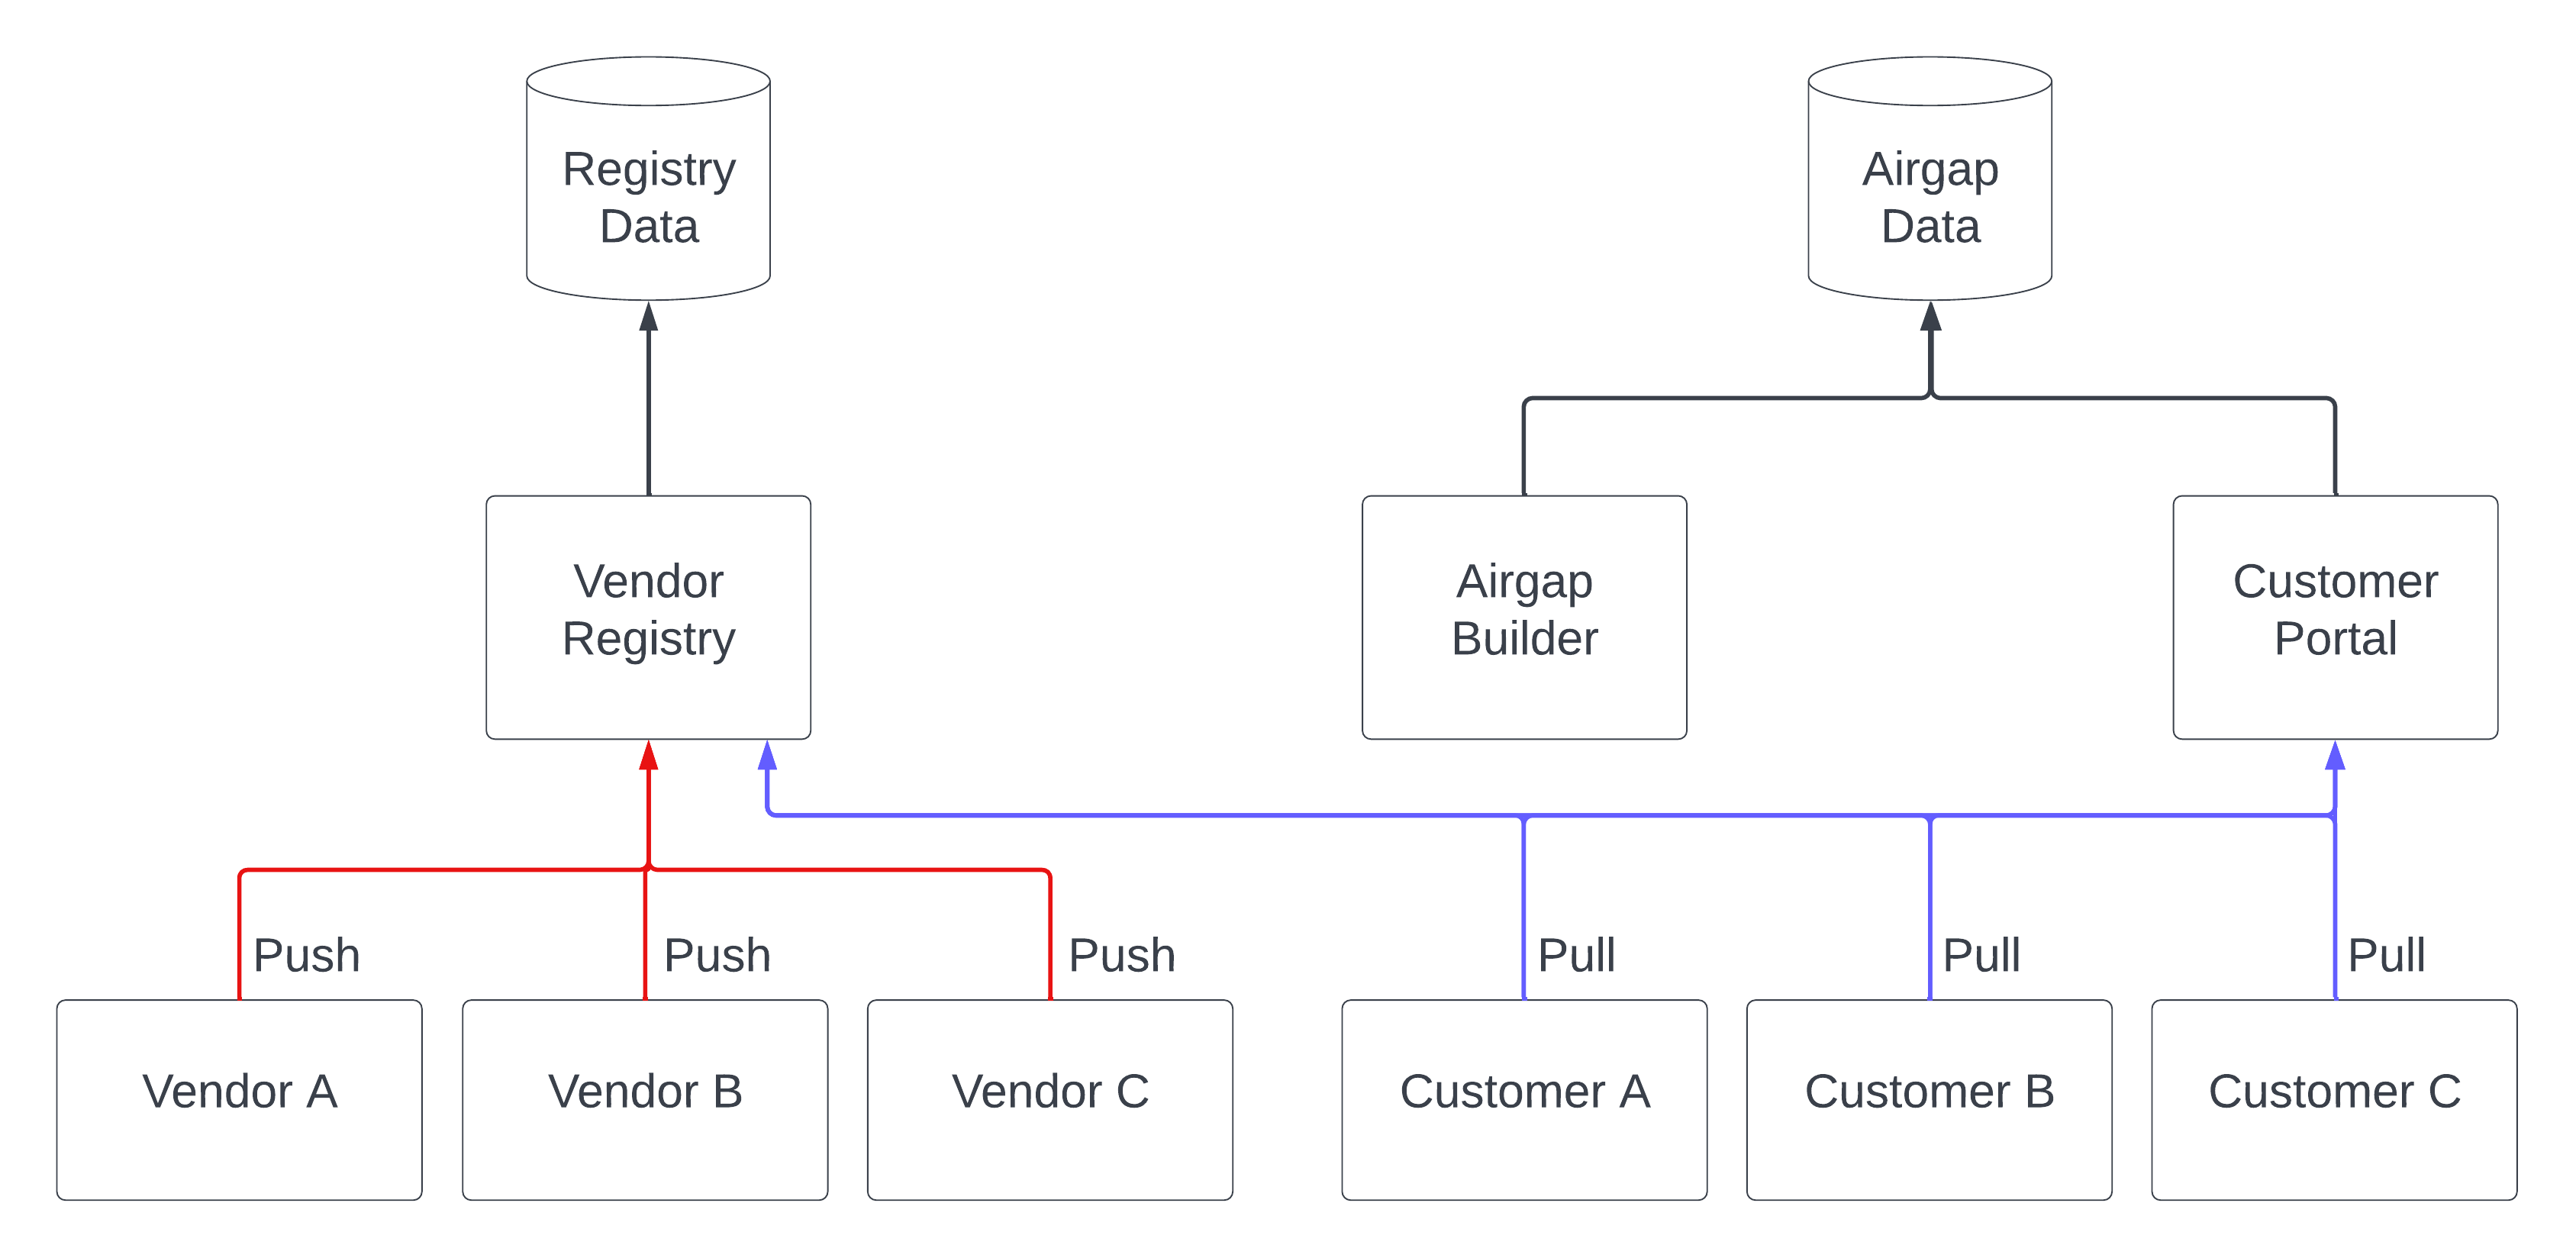 Registry
Data
Airgap
Data
Vendor
Registry
Airgap
Builder
Customer
Portal
Push
Push
Push
Pull
Pull
Pull
Vendor A
Vendor B
Vendor C
Customer A
Customer B
Customer C